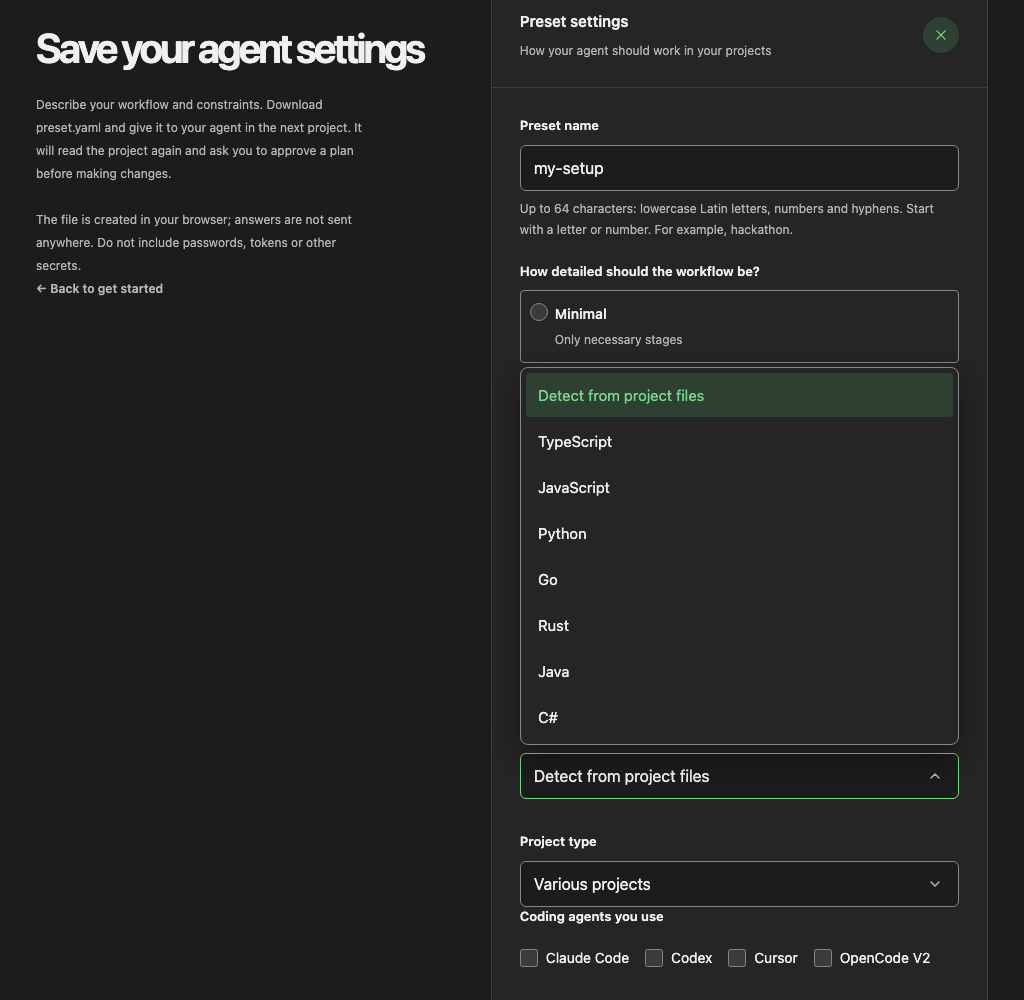 Save your agent settings
Describe your workflow and constraints. Download
preset.yaml and give it to your agent in the next project. It
will read the project again and ask you to approve a plan
before making changes.
The file is created in your browser; answers are not sent
anywhere. Do not include passwords, tokens or other
secrets.
← Back to get started
Preset settings
How your agent should work in your projects
Preset name
my-setup
Up to 64 characters: lowercase Latin letters, numbers and hyphens. Start
with a letter or number. For example, hackathon.
How detailed should the workflow be?
Minimal
Only necessary stages
Detect from project files
TypeScript
JavaScript
Python
Go
Rust
Java
C#
Detect from project files
Project type
Various projects
Coding agents you use
Claude Code Codex Cursor OpenCode V2